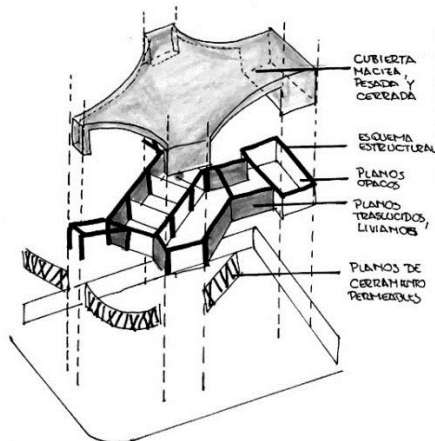 CUBIERTA
MACIZA,
PESADA Y
CERRADA
ESQUEMA
ESTRUCTURAL
PLANOS
OPACOS
PLANOS
TRASLUCIDOS,
LIVIANOS
PLANOS DE
CERRAMIENTO
PERMEABLES